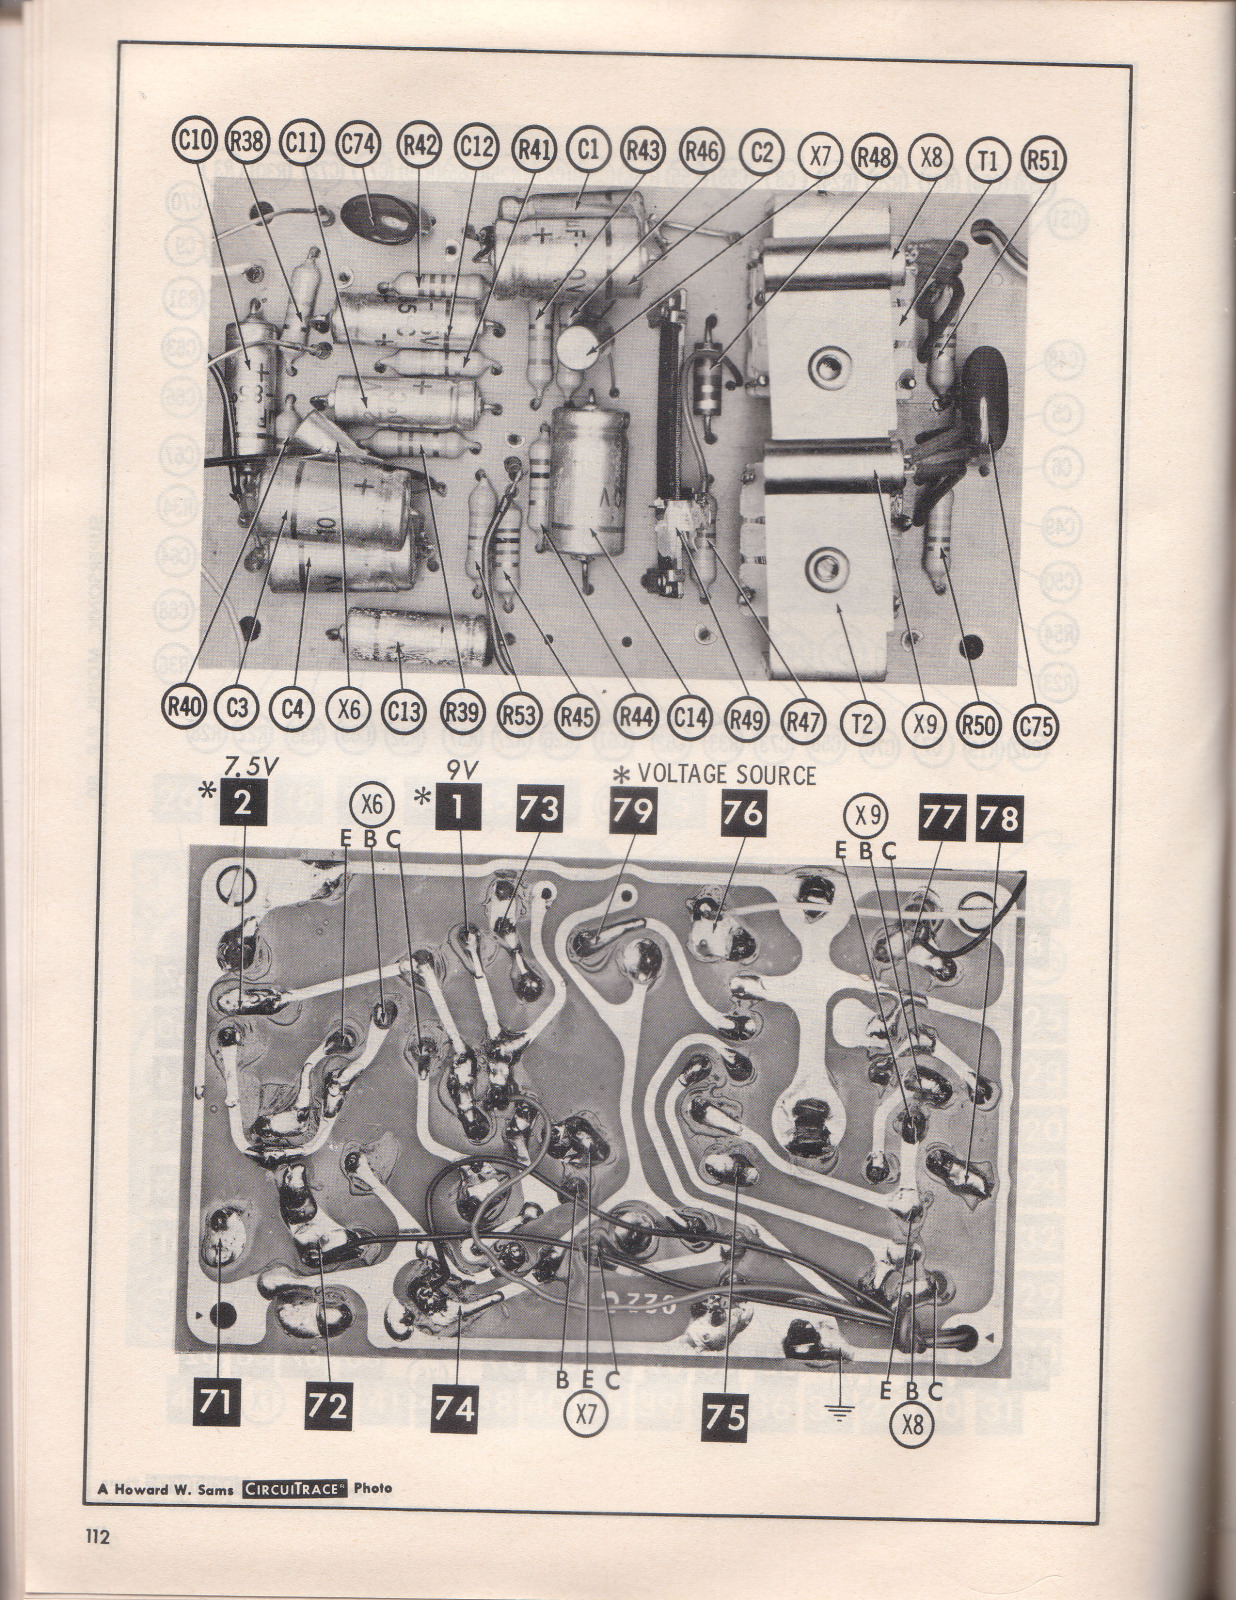 C10 R38 C11 C74 R42 C12 R41 C1 R43 R46 C2 X7 R48 X8 T1 R51
R40 C3 C4 X6 C13 R39 R53 R45 R44 C14 R49 R47 T2 X9 R50 C75
7.5V 9V * VOLTAGE SOURCE
* 2 X6 * 1 73 79 76 X9 77 78
E B C E B C
B E C E B C
71 72 74 X7 75 X8
A Howard W. Sams CIRCUITRACE® Photo
112